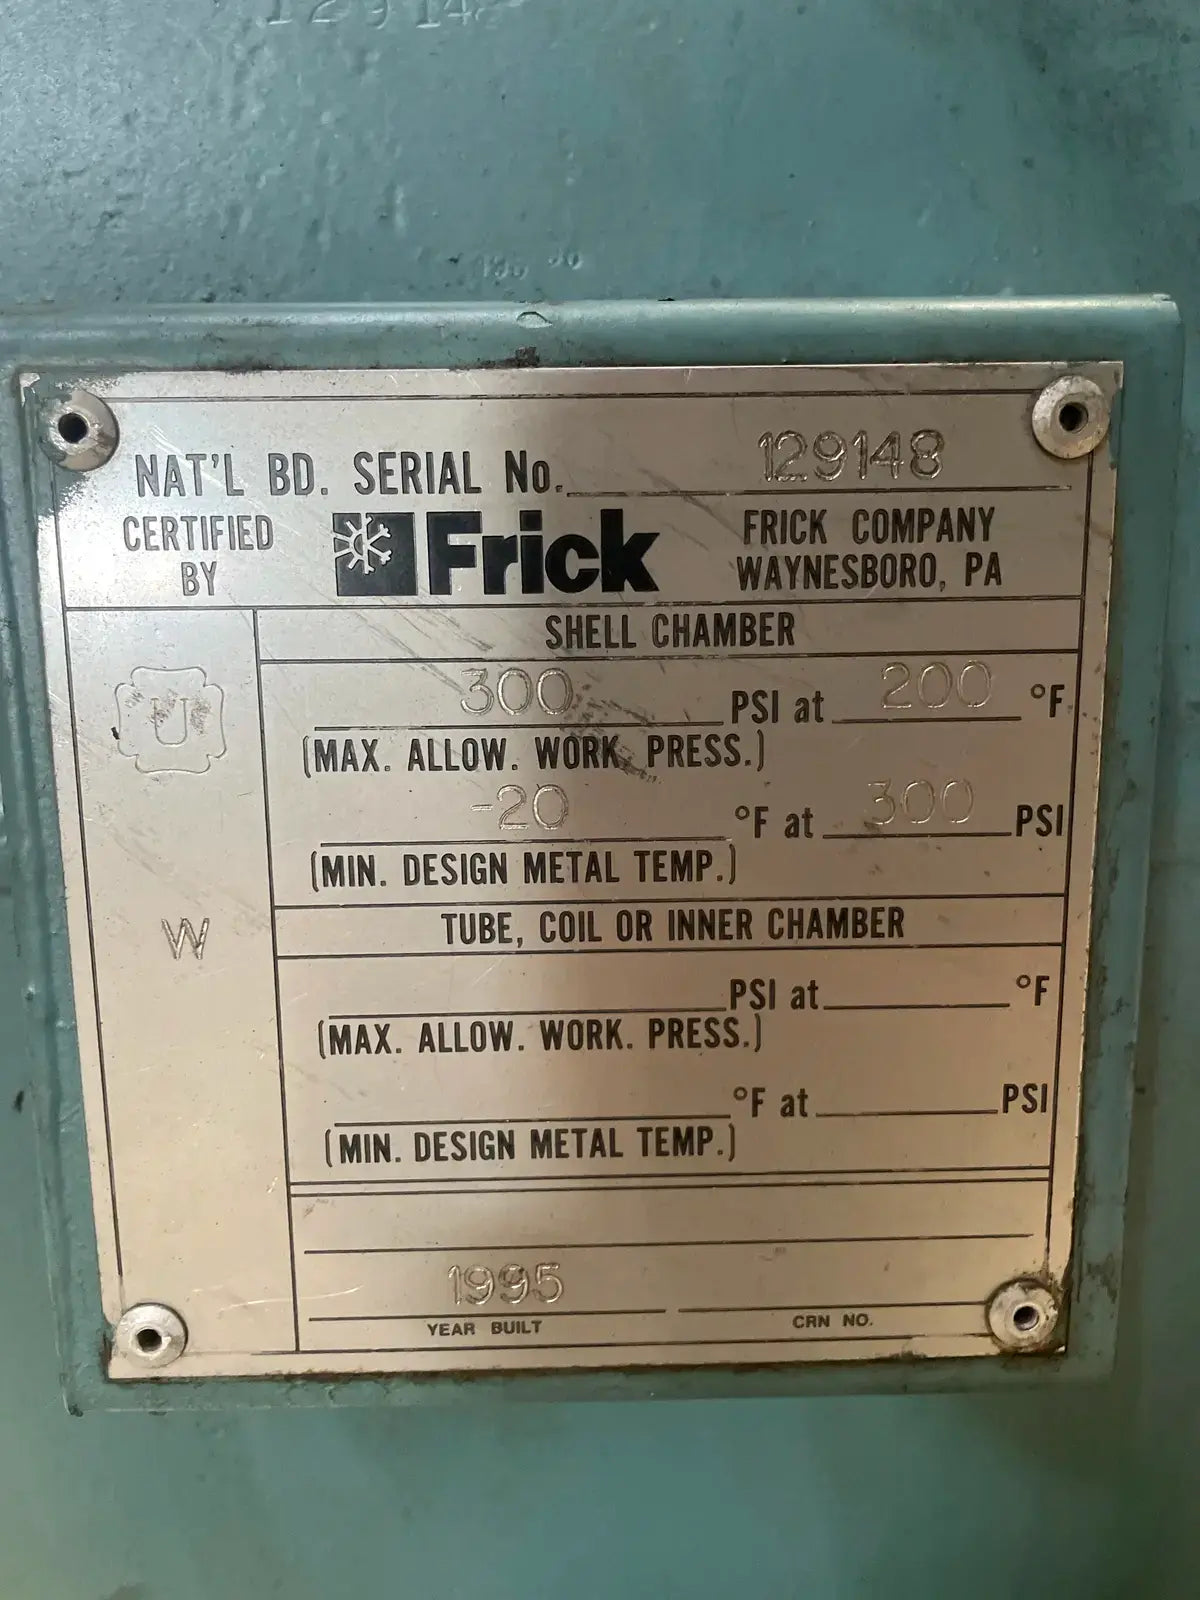 12914
NAT'L BD. SERIAL No. 129148
CERTIFIED BY
Frick
FRICK COMPANY
WAYNESBORO, PA
SHELL CHAMBER
U
300 PSI at 200 °F
(MAX. ALLOW. WORK. PRESS.)
-20 °F at 300 PSI
(MIN. DESIGN METAL TEMP.)
W
TUBE, COIL OR INNER CHAMBER
PSI at °F
(MAX. ALLOW. WORK. PRESS.)
°F at PSI
(MIN. DESIGN METAL TEMP.)
1995
YEAR BUILT
CRN NO.